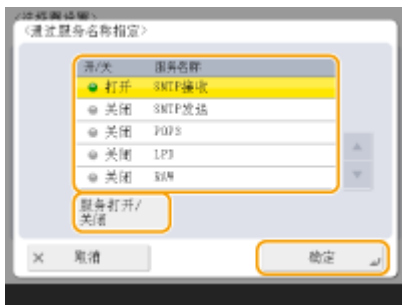 <通过服务名称指定>
开/关 服务名称
打开 SMTP接收
关闭 SMTP发送
关闭 POP3
关闭 LPD
关闭 RAW
服务打开/
关闭
× 取消
确定